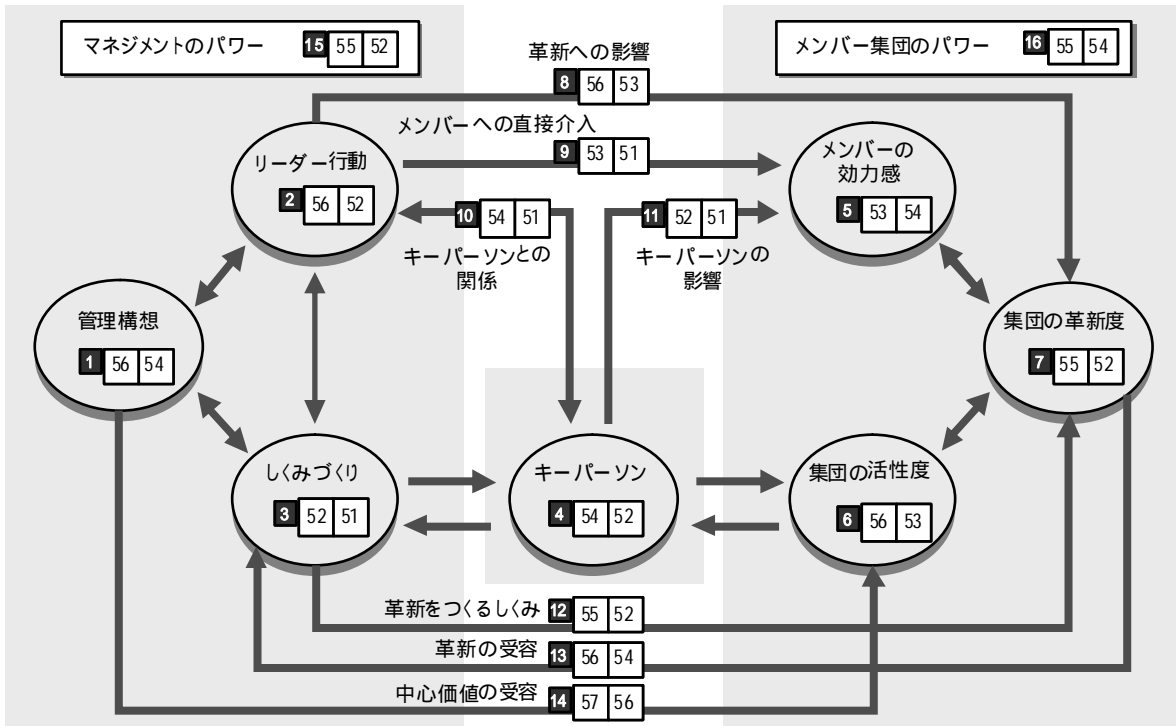 マネジメントのパワー 15 55 52
メンバー集団のパワー 16 55 54
革新への影響
8 56 53
メンバーへの直接介入
9 53 51
リーダー行動
2 56 52
メンバーの
効力感
5 53 54
10 54 51
キーパーソンとの
関係
11 52 51
キーパーソンの
影響
管理構想
1 56 54
集団の革新度
7 55 52
しくみづくり
3 52 51
キーパーソン
4 54 52
集団の活性度
6 56 53
革新をつくるしくみ 12 55 52
革新の受容 13 56 54
中心価値の受容 14 57 56